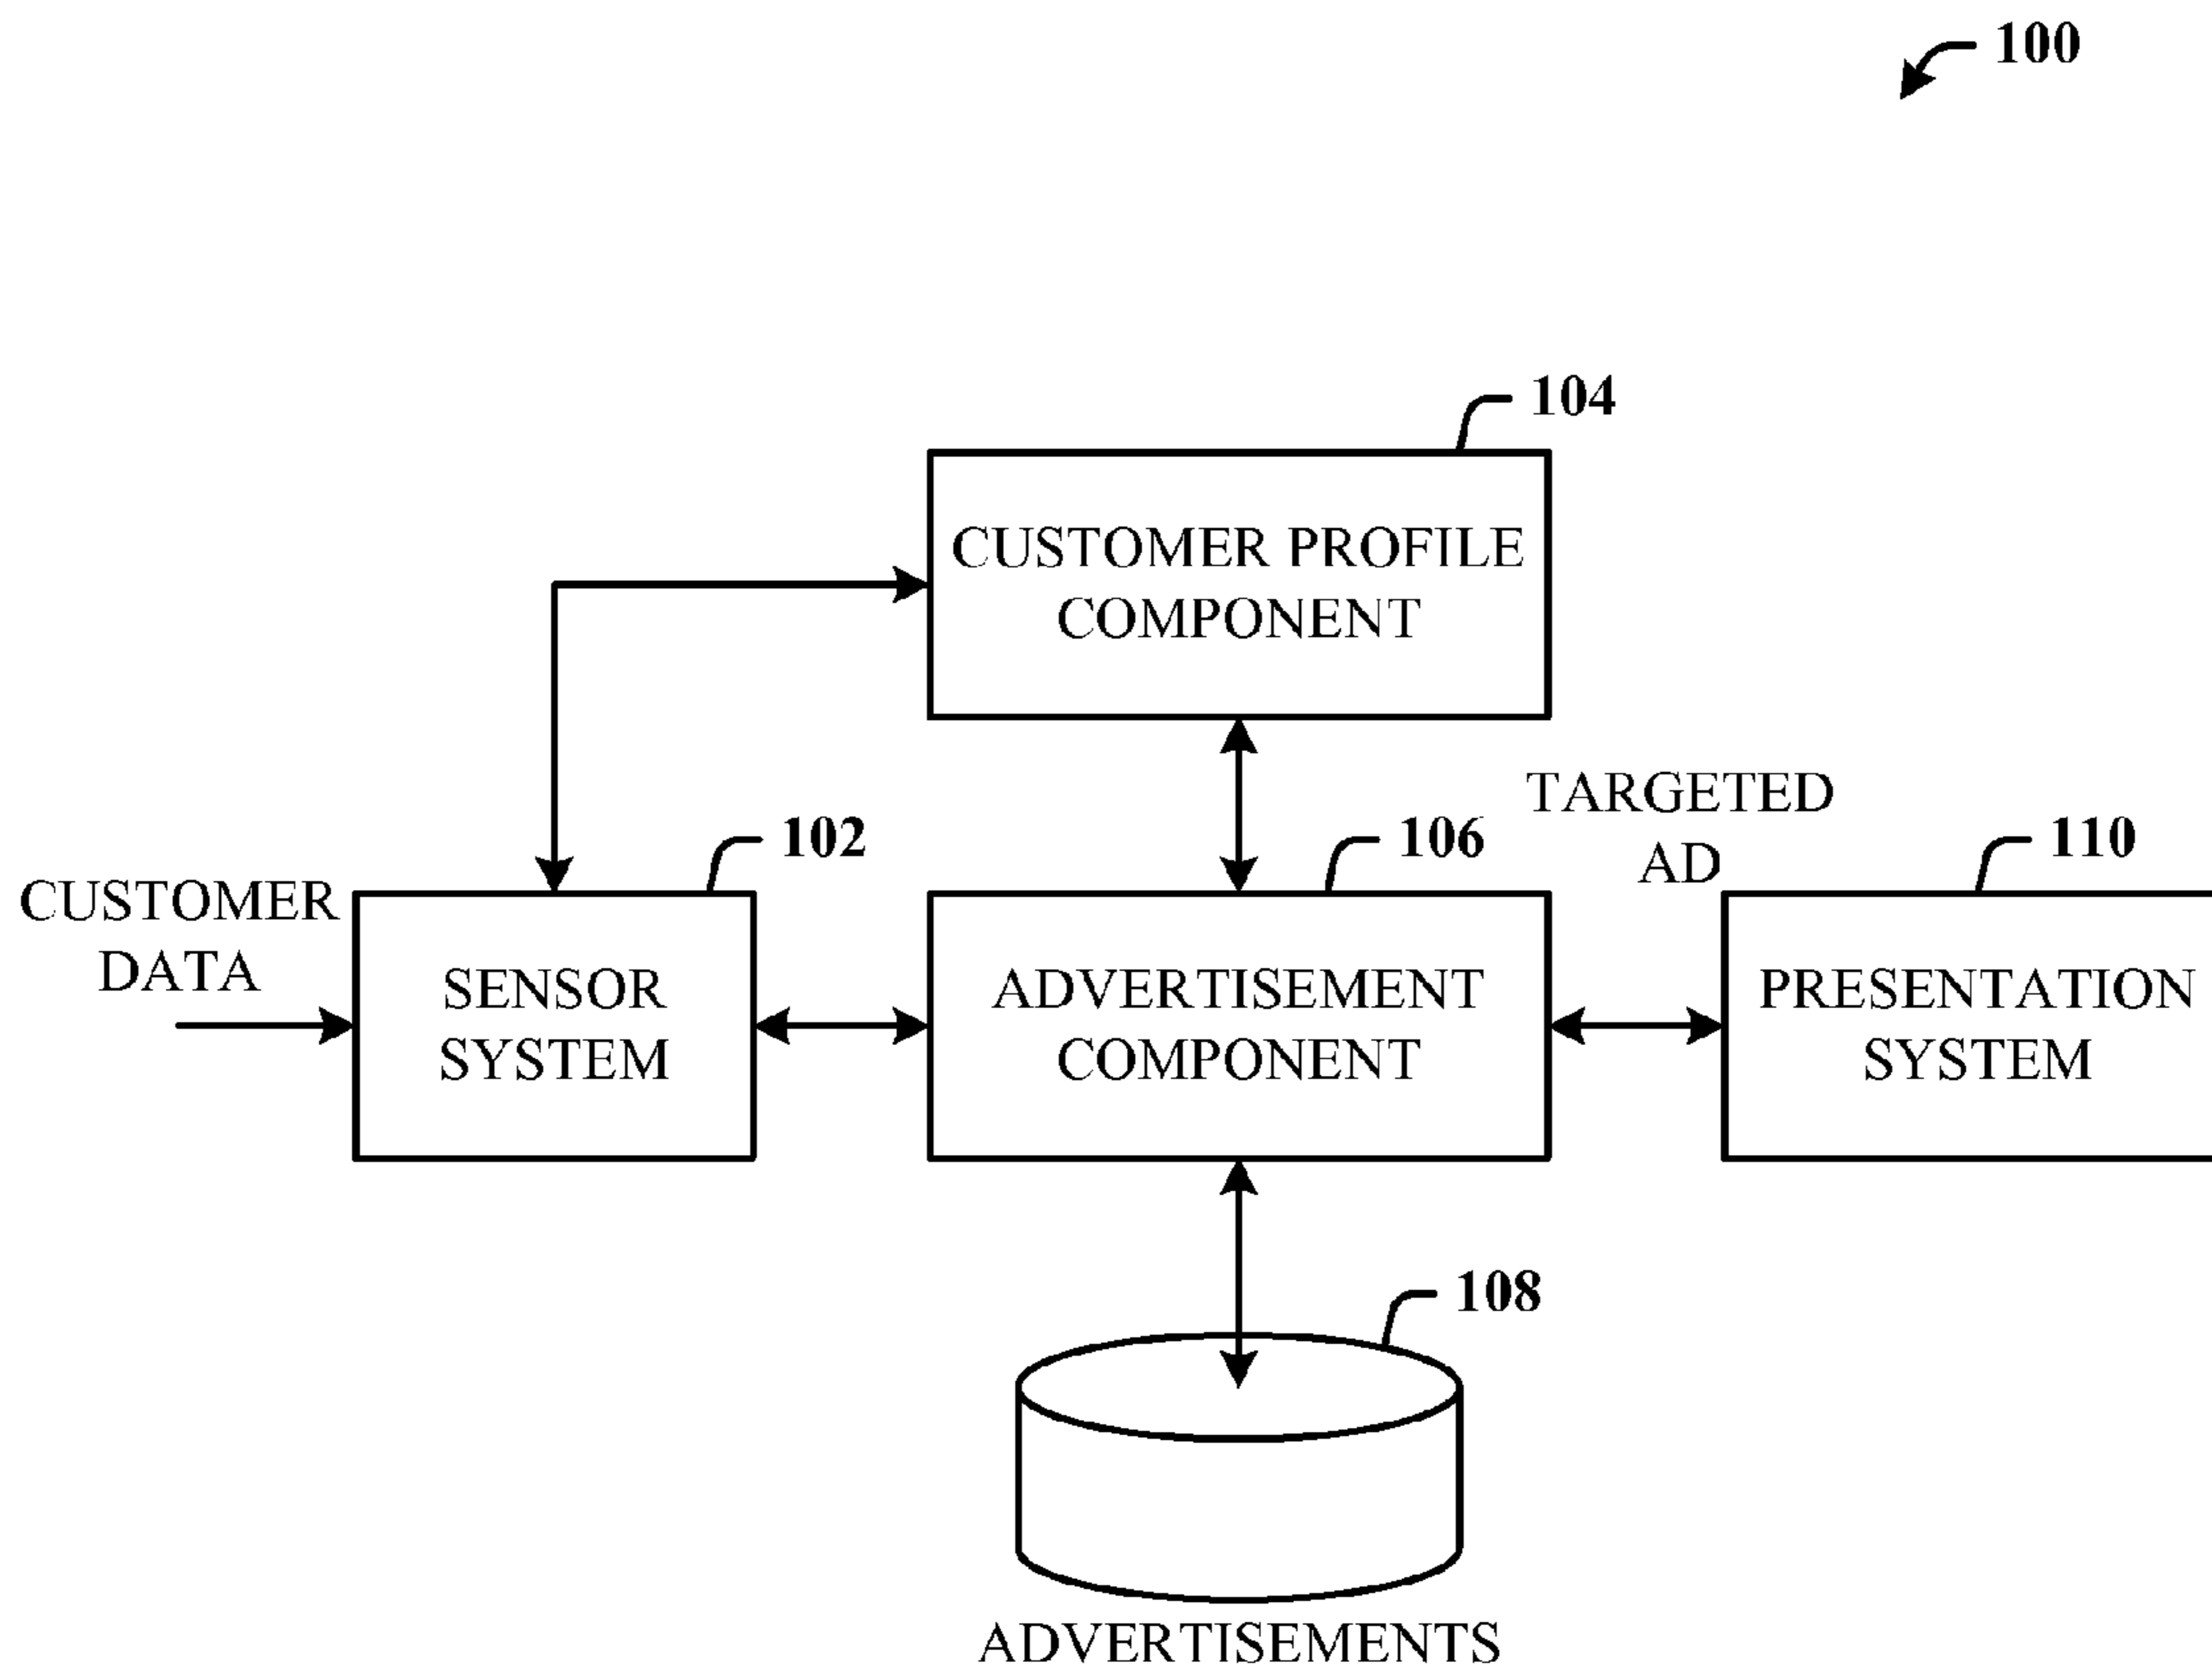 100
104
CUSTOMER PROFILE
COMPONENT
TARGETED
AD
102
106
110
CUSTOMER
DATA
SENSOR
SYSTEM
ADVERTISEMENT
COMPONENT
PRESENTATION
SYSTEM
108
ADVERTISEMENTS